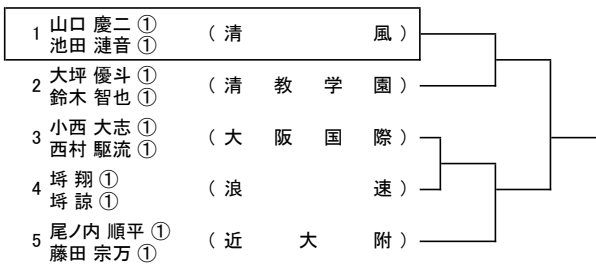 1 山口 慶二 ① ( 清 風 )
池田 漣音 ①
2 大坪 優斗 ① ( 清 教 学 園 )
鈴木 智也 ①
3 小西 大志 ① ( 大 阪 国 際 )
西村 駆流 ①
4 埓 翔 ① ( 浪 速 )
埓 諒 ①
5 尾ノ内 順平 ① ( 近 大 附 )
藤田 宗万 ①